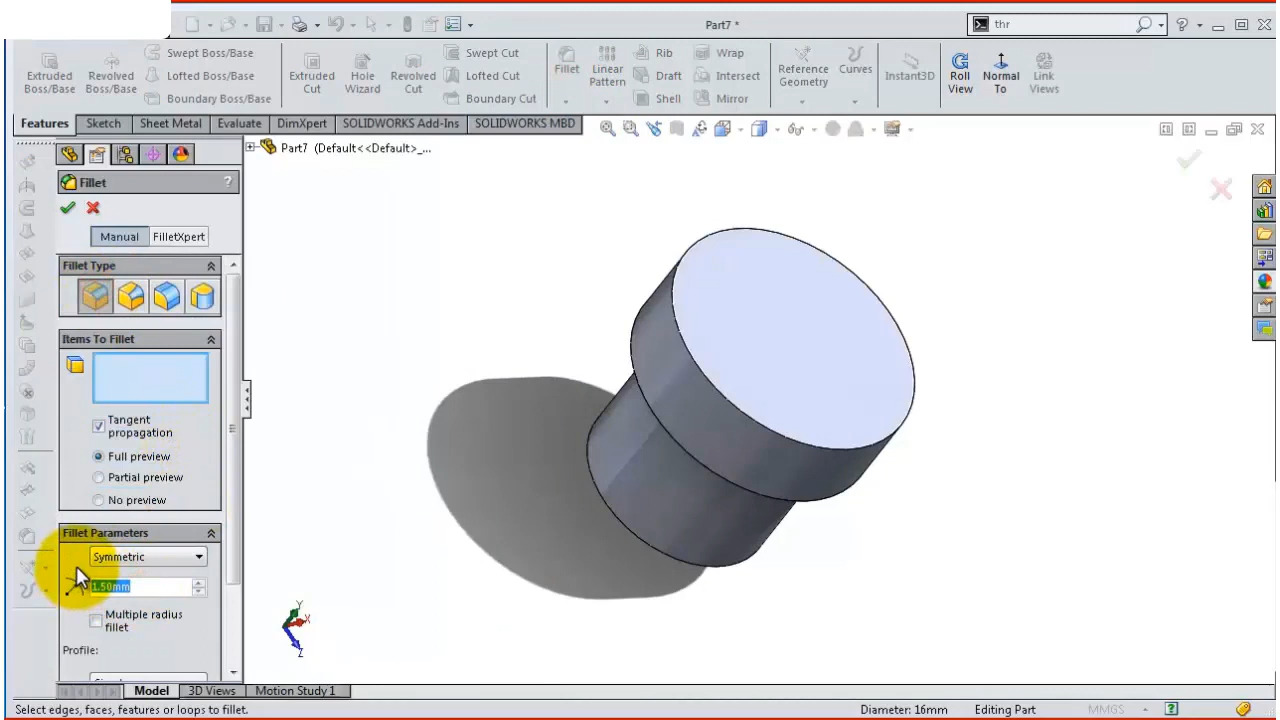 Part7 *
thr
?
Extruded Boss/Base
Revolved Boss/Base
Swept Boss/Base
Lofted Boss/Base
Boundary Boss/Base
Extruded Cut
Hole Wizard
Revolved Cut
Swept Cut
Lofted Cut
Boundary Cut
Fillet
Linear Pattern
Rib
Draft
Shell
Wrap
Intersect
Mirror
Reference Geometry
Curves
Instant3D
Roll View
Normal To
Link Views
Features
Sketch
Sheet Metal
Evaluate
DimXpert
SOLIDWORKS Add-Ins
SOLIDWORKS MBD
Part7 (Default<<Default>_...
Fillet
?
Manual
FilletXpert
Fillet Type
Items To Fillet
Tangent
propagation
Full preview
Partial preview
No preview
Fillet Parameters
Symmetric
1.50mm
Multiple radius
fillet
Profile:
Y
X
Z
Model
3D Views
Motion Study 1
Select edges, faces, features or loops to fillet.
Diameter: 16mm
Editing Part
MMGS
?